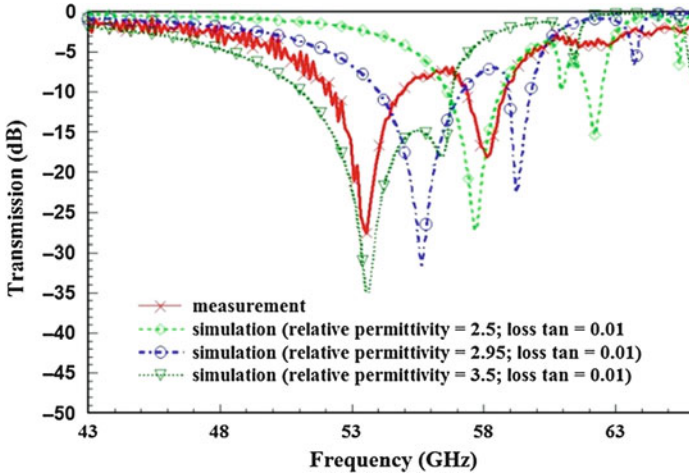 0
−5
−10
−15
−20
−25
−30
−35
−40
−45
−50
Transmission (dB)
measurement
simulation (relative permittivity = 2.5; loss tan = 0.01
simulation (relative permittivity = 2.95; loss tan = 0.01)
simulation (relative permittivity = 3.5; loss tan = 0.01)
43 48 53 58 63
Frequency (GHz)